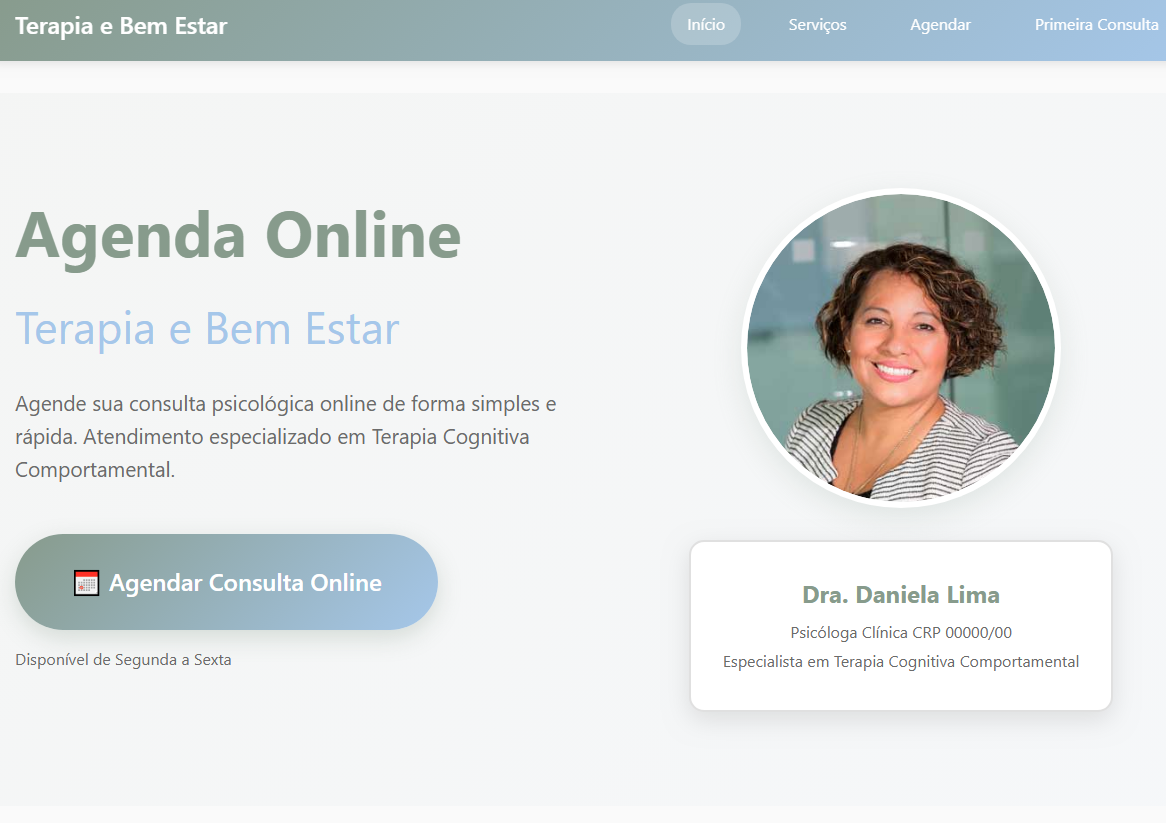 Terapia e Bem Estar
Início
Serviços
Agendar
Primeira Consulta
Agenda Online
Terapia e Bem Estar
Agende sua consulta psicológica online de forma simples e
rápida. Atendimento especializado em Terapia Cognitiva
Comportamental.
Agendar Consulta Online
Disponível de Segunda a Sexta
Dra. Daniela Lima
Psicóloga Clínica CRP 00000/00
Especialista em Terapia Cognitiva Comportamental